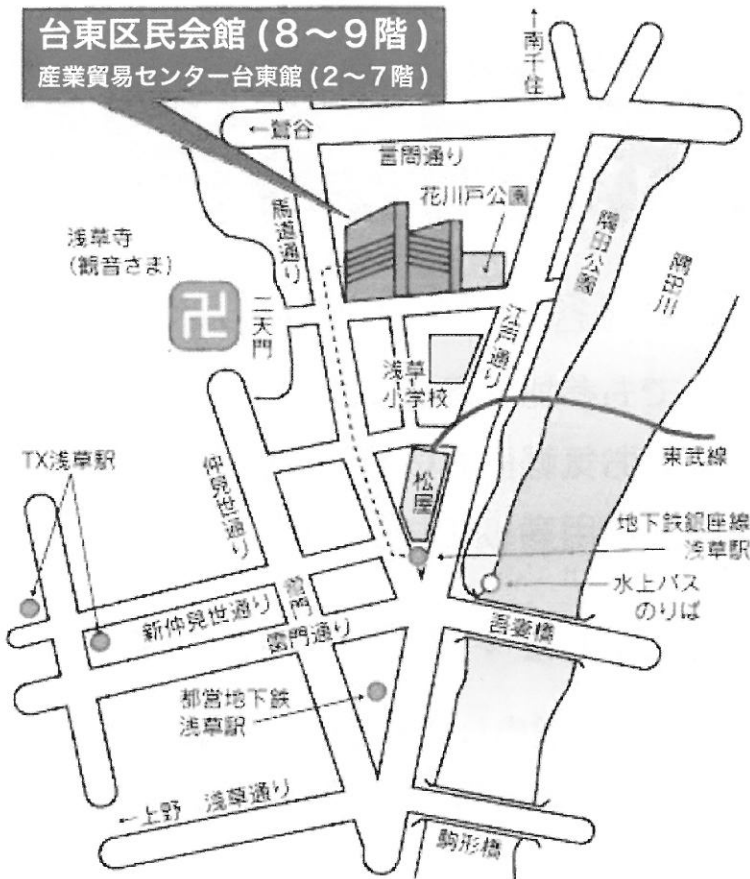 台東区民会館 (8〜9階)
産業貿易センター台東館 (2〜7階)
←南千住
←鶯谷
言問通り
花川戸公園
馬道通り
隅田公園
隅田川
浅草寺
(観音さま)
卍
二天門
江戸通り
浅草
小学校
東武線
TX浅草駅
仲見世通り
松屋
地下鉄銀座線
浅草駅
水上バス
のりば
新仲見世通り
雷門
雷門通り
吾妻橋
都営地下鉄
浅草駅
←上野 浅草通り
駒形橋